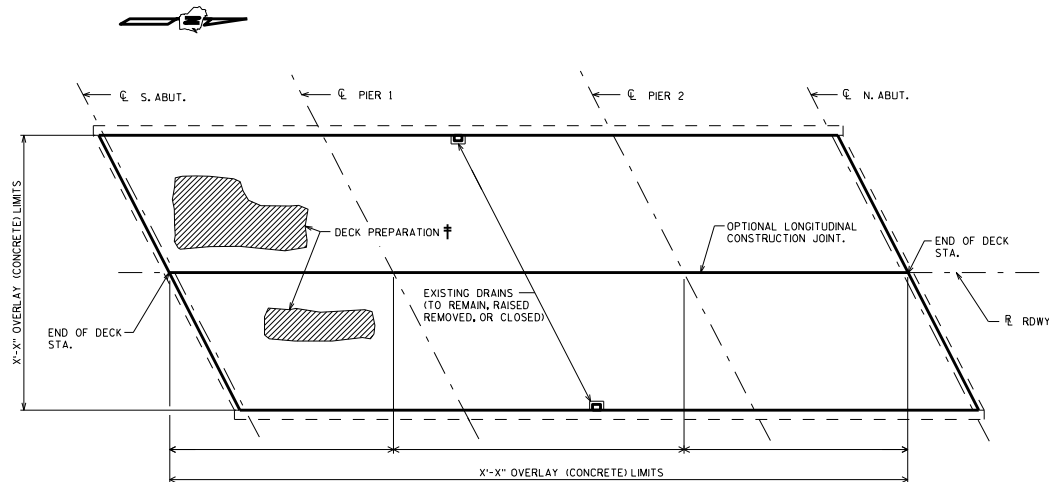 ℄ S. ABUT.
℄ PIER 1
℄ PIER 2
℄ N. ABUT.
X'-X" OVERLAY (CONCRETE) LIMITS
DECK PREPARATION ‡
OPTIONAL LONGITUDINAL
CONSTRUCTION JOINT.
END OF DECK
STA.
EXISTING DRAINS
(TO REMAIN, RAISED
REMOVED, OR CLOSED)
END OF DECK
STA.
RDWY
X'-X" OVERLAY (CONCRETE) LIMITS